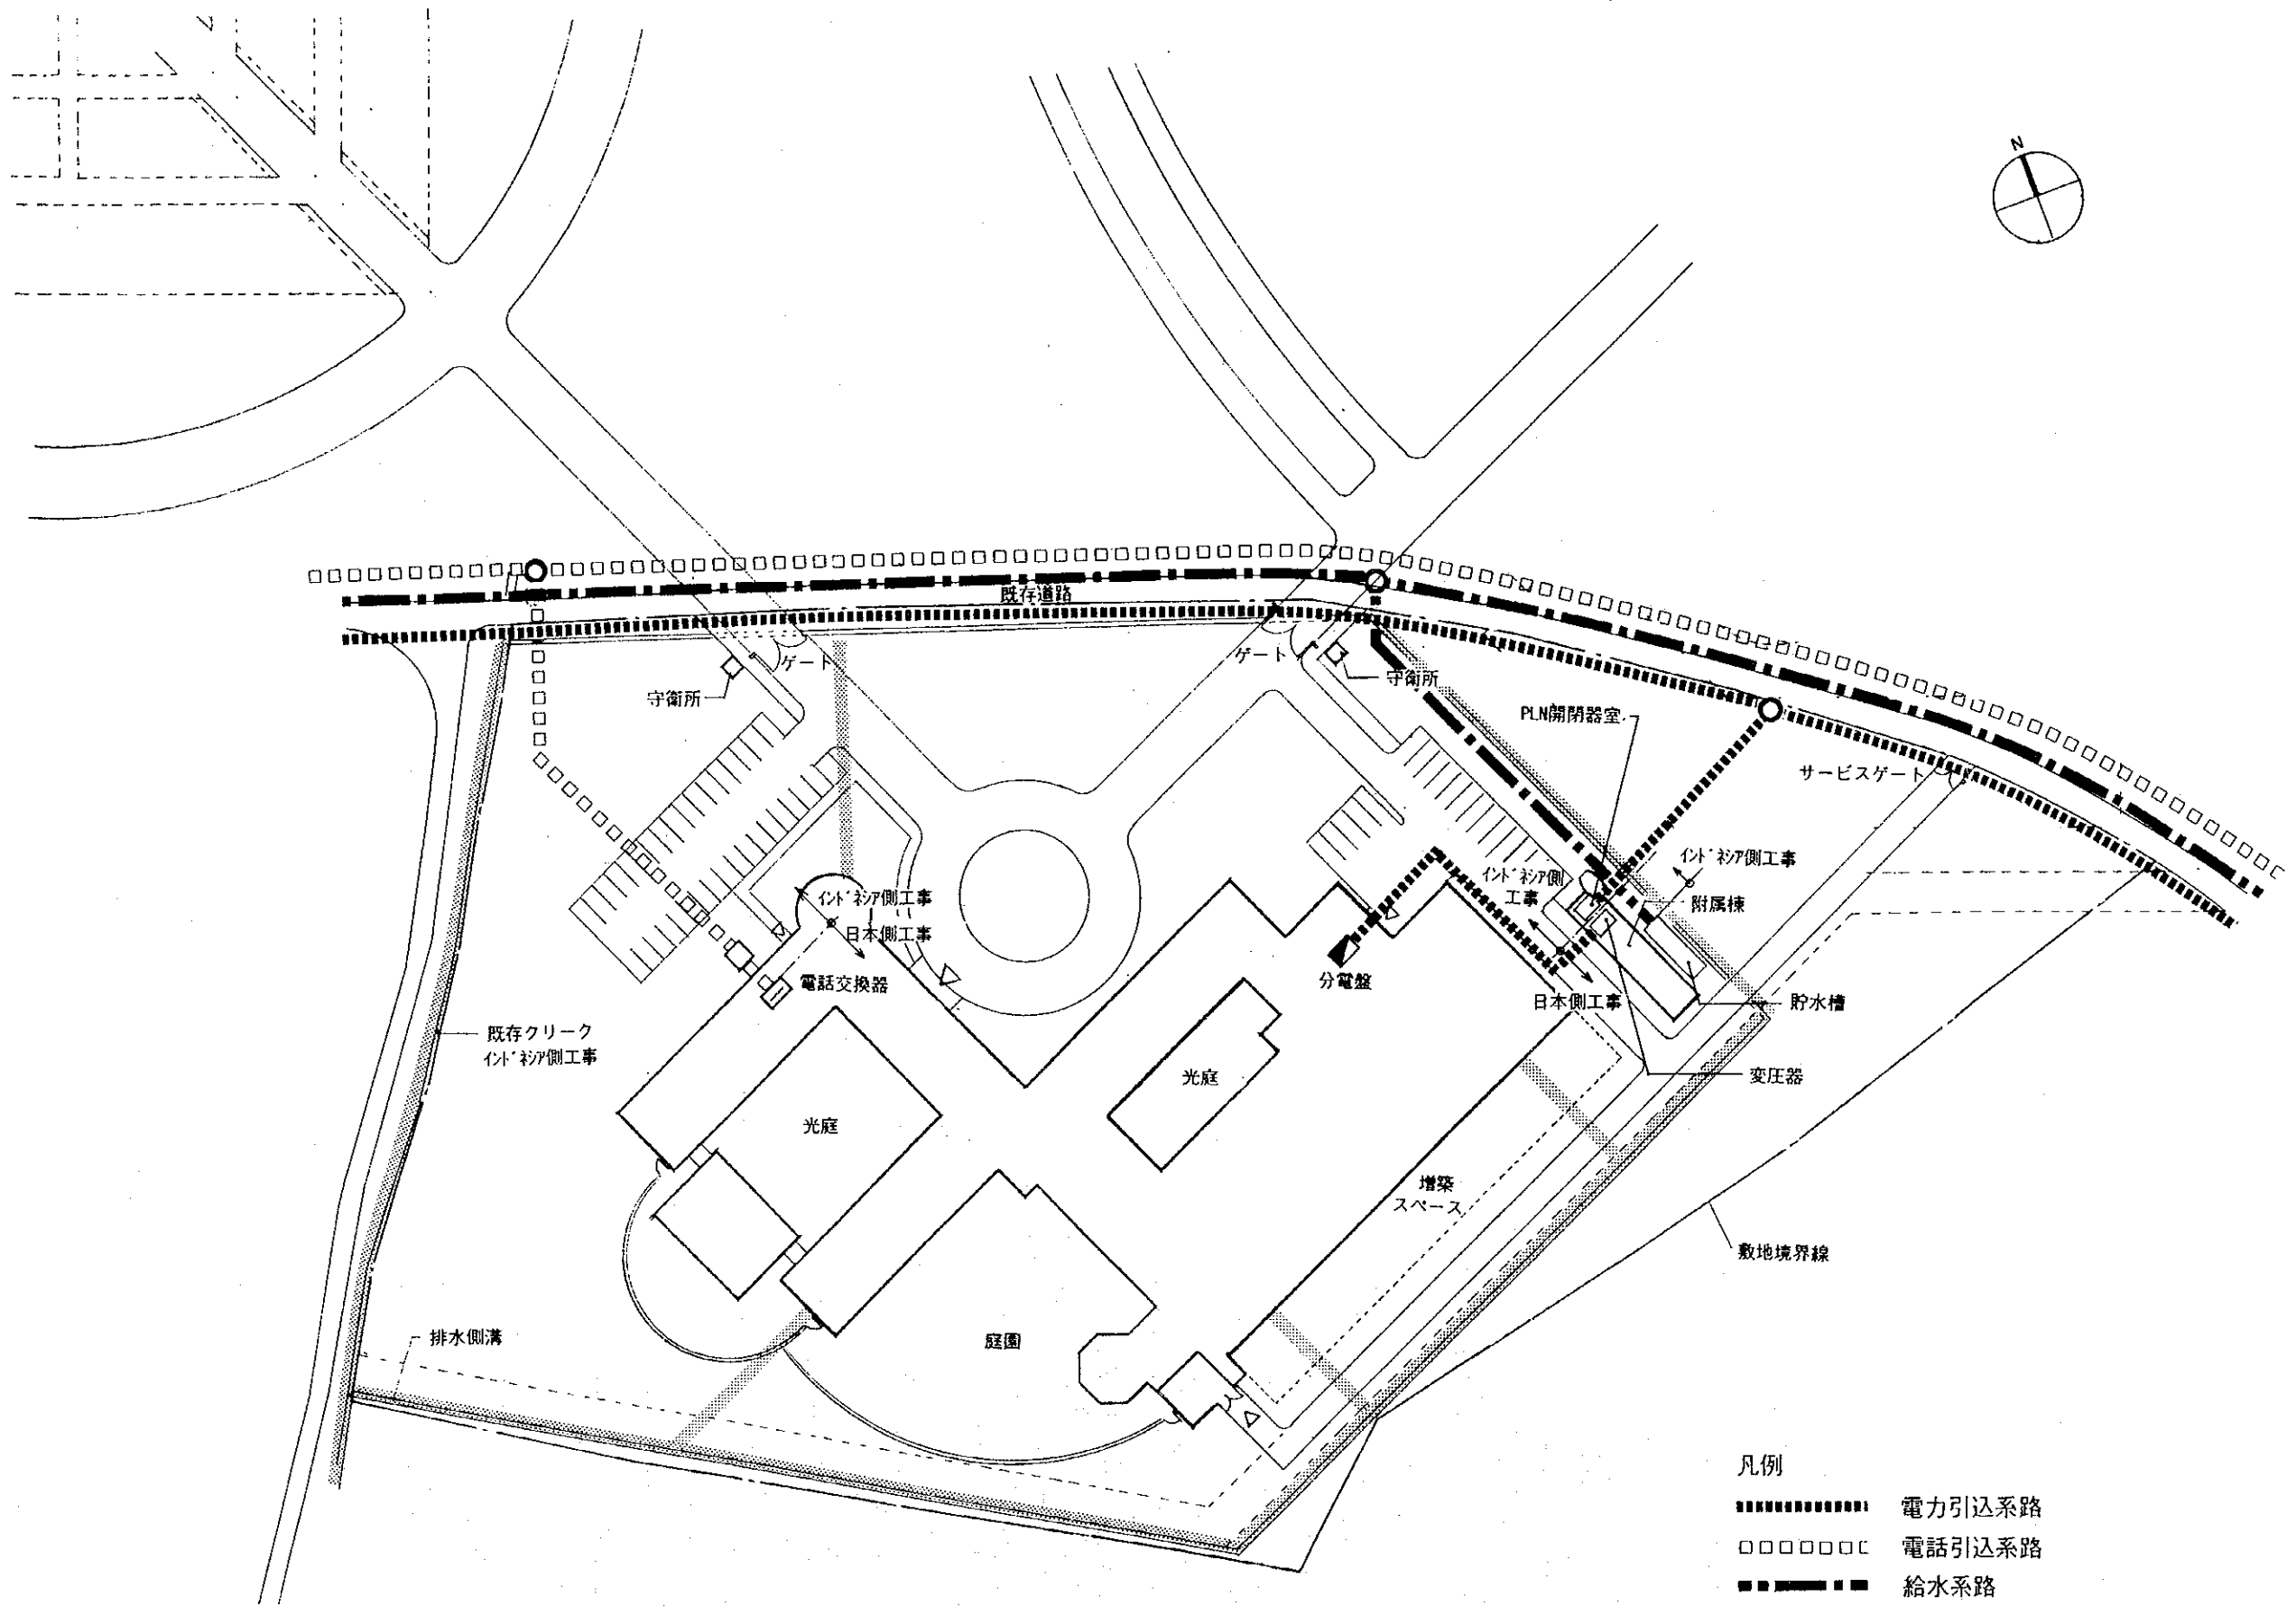 N
既存道路
ゲート
守衛所
ゲート
守衛所
PLN開閉器室
サービスゲート
インドネシア側工事
附属棟
インドネシア側
工事
インドネシア側工事
日本側工事
電話交換器
分電盤
日本側工事
貯水槽
変圧器
既存クリーク
インドネシア側工事
光庭
光庭
増築
スペース
敷地境界線
排水側溝
庭園
凡例
電力引込系路
電話引込系路
給水系路